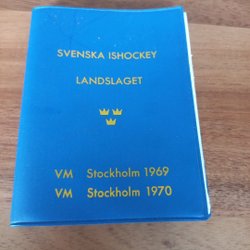 SVENSKA ISHOCKEY
LANDSLAGET
VM Stockholm 1969
VM Stockholm 1970